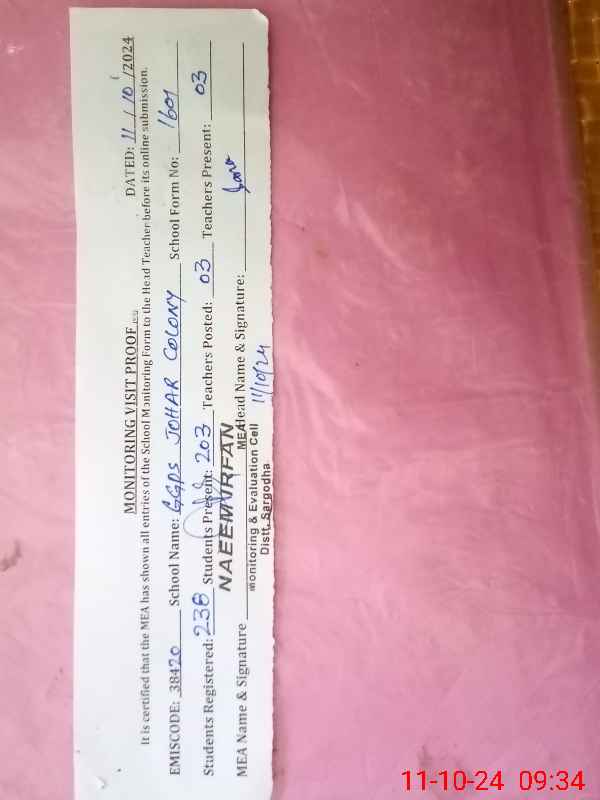 MONITORING VISIT PROOF
DATED: 11 / 10 /2024
It is certified that the MEA has shown all entries of the School Monitoring Form to the Head Teacher before its online submission.
EMISCODE: 38420 School Name: GGPS JOHAR COLONY School Form No: 1601
Students Registered: 238 Students Present: 203 Teachers Posted: 03 Teachers Present: 03
NAEEM IRFAN
MEA Name & Signature Head Name & Signature:
MEA
Monitoring & Evaluation Cell
Distt. Sargodha
11/10/24
11-10-24 09:34